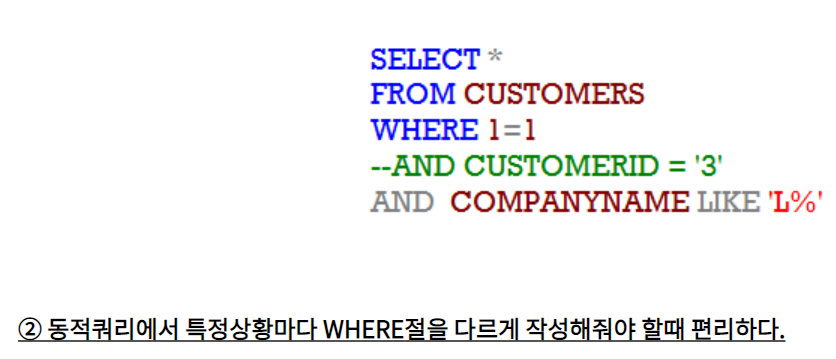 SELECT *
FROM CUSTOMERS
WHERE 1=1
--AND CUSTOMERID = '3'
AND  COMPANYNAME LIKE 'L%'
② 동적쿼리에서 특정상황마다 WHERE절을 다르게 작성해줘야 할때 편리하다.